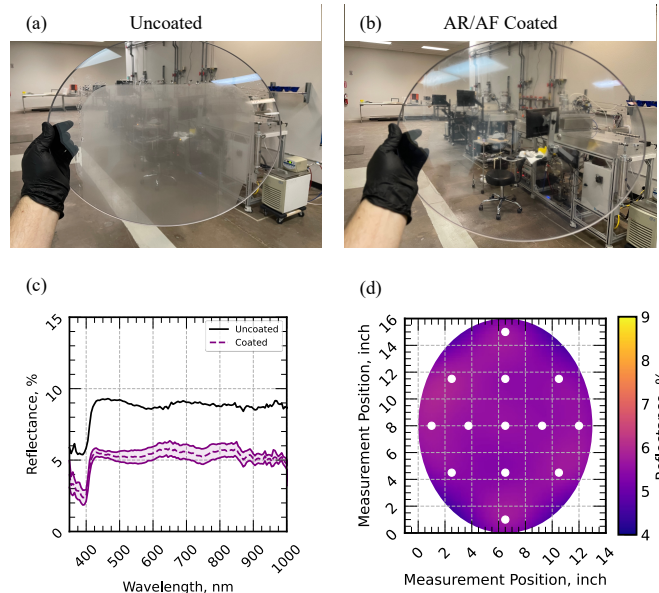 (a) Uncoated
(b) AR/AF Coated
(c)
Reflectance, %
15
10
5
0
Uncoated
Coated
400 500 600 700 800 900 1000
Wavelength, nm
(d)
Measurement Position, inch
16
14
12
10
8
6
4
2
0
0 2 4 6 8 10 12 14
Measurement Position, inch
9
8
7
6
5
4